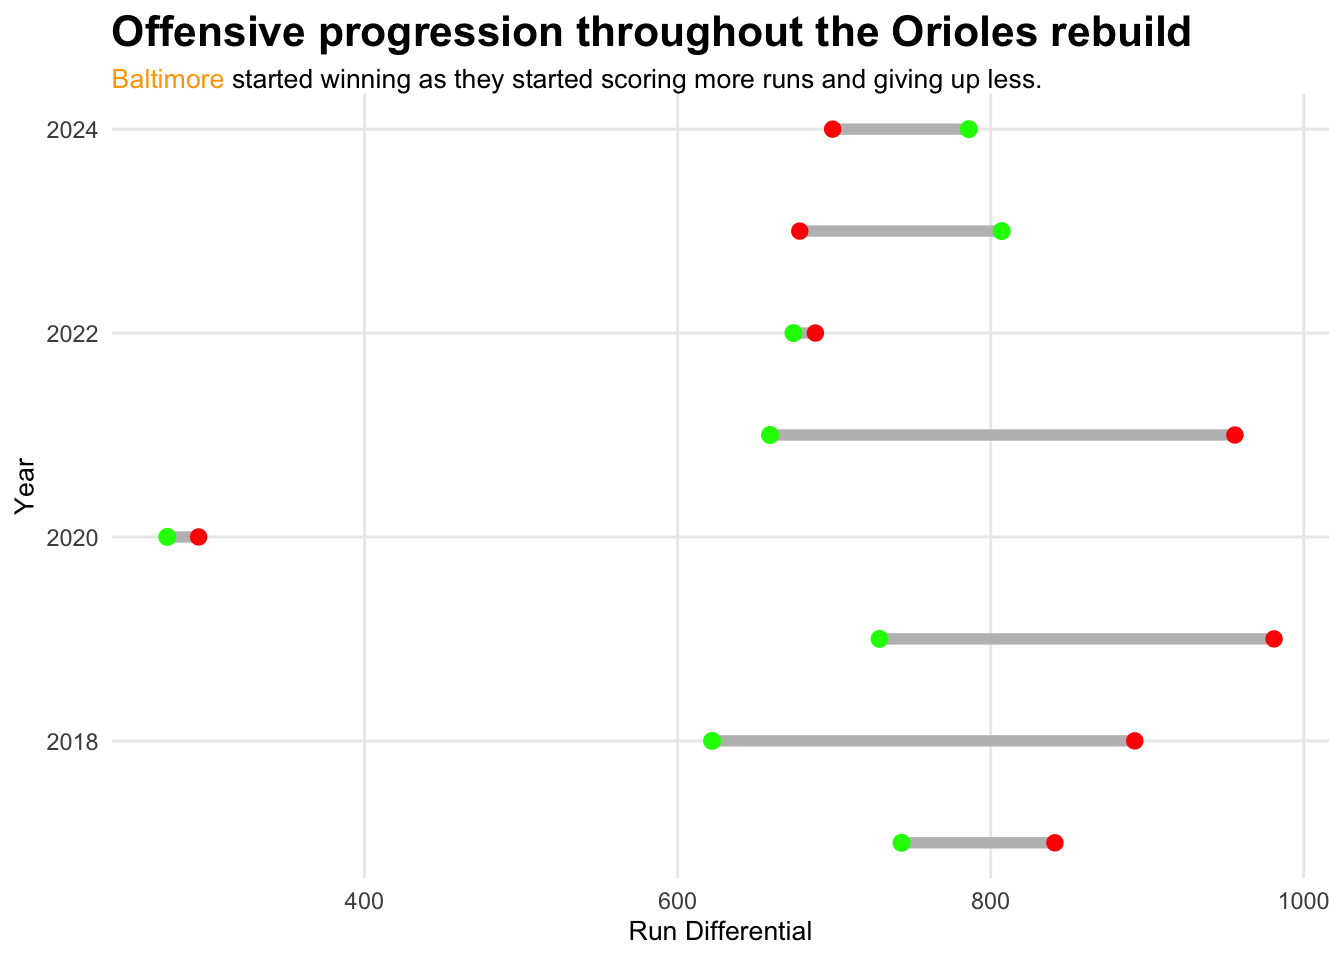 Offensive progression throughout the Orioles rebuild
Baltimore started winning as they started scoring more runs and giving up less.
2024
2022
2020
2018
Year
400 600 800 1000
Run Differential